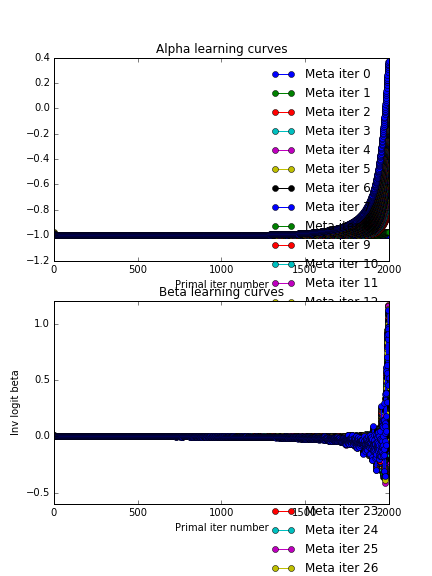 Alpha learning curves
0.4
0.2
0.0
−0.2
−0.4
−0.6
−0.8
−1.0
−1.2
0
500
1000
1500
2000
Primal iter number
Meta iter 0
Meta iter 1
Meta iter 2
Meta iter 3
Meta iter 4
Meta iter 5
Meta iter 6
Meta iter 9
Meta iter 10
Meta iter 11
Meta iter 12
Beta learning curves
Inv logit beta
1.0
0.5
0.0
−0.5
0
500
1000
1500
2000
Primal iter number
Meta iter 23
Meta iter 24
Meta iter 25
Meta iter 26